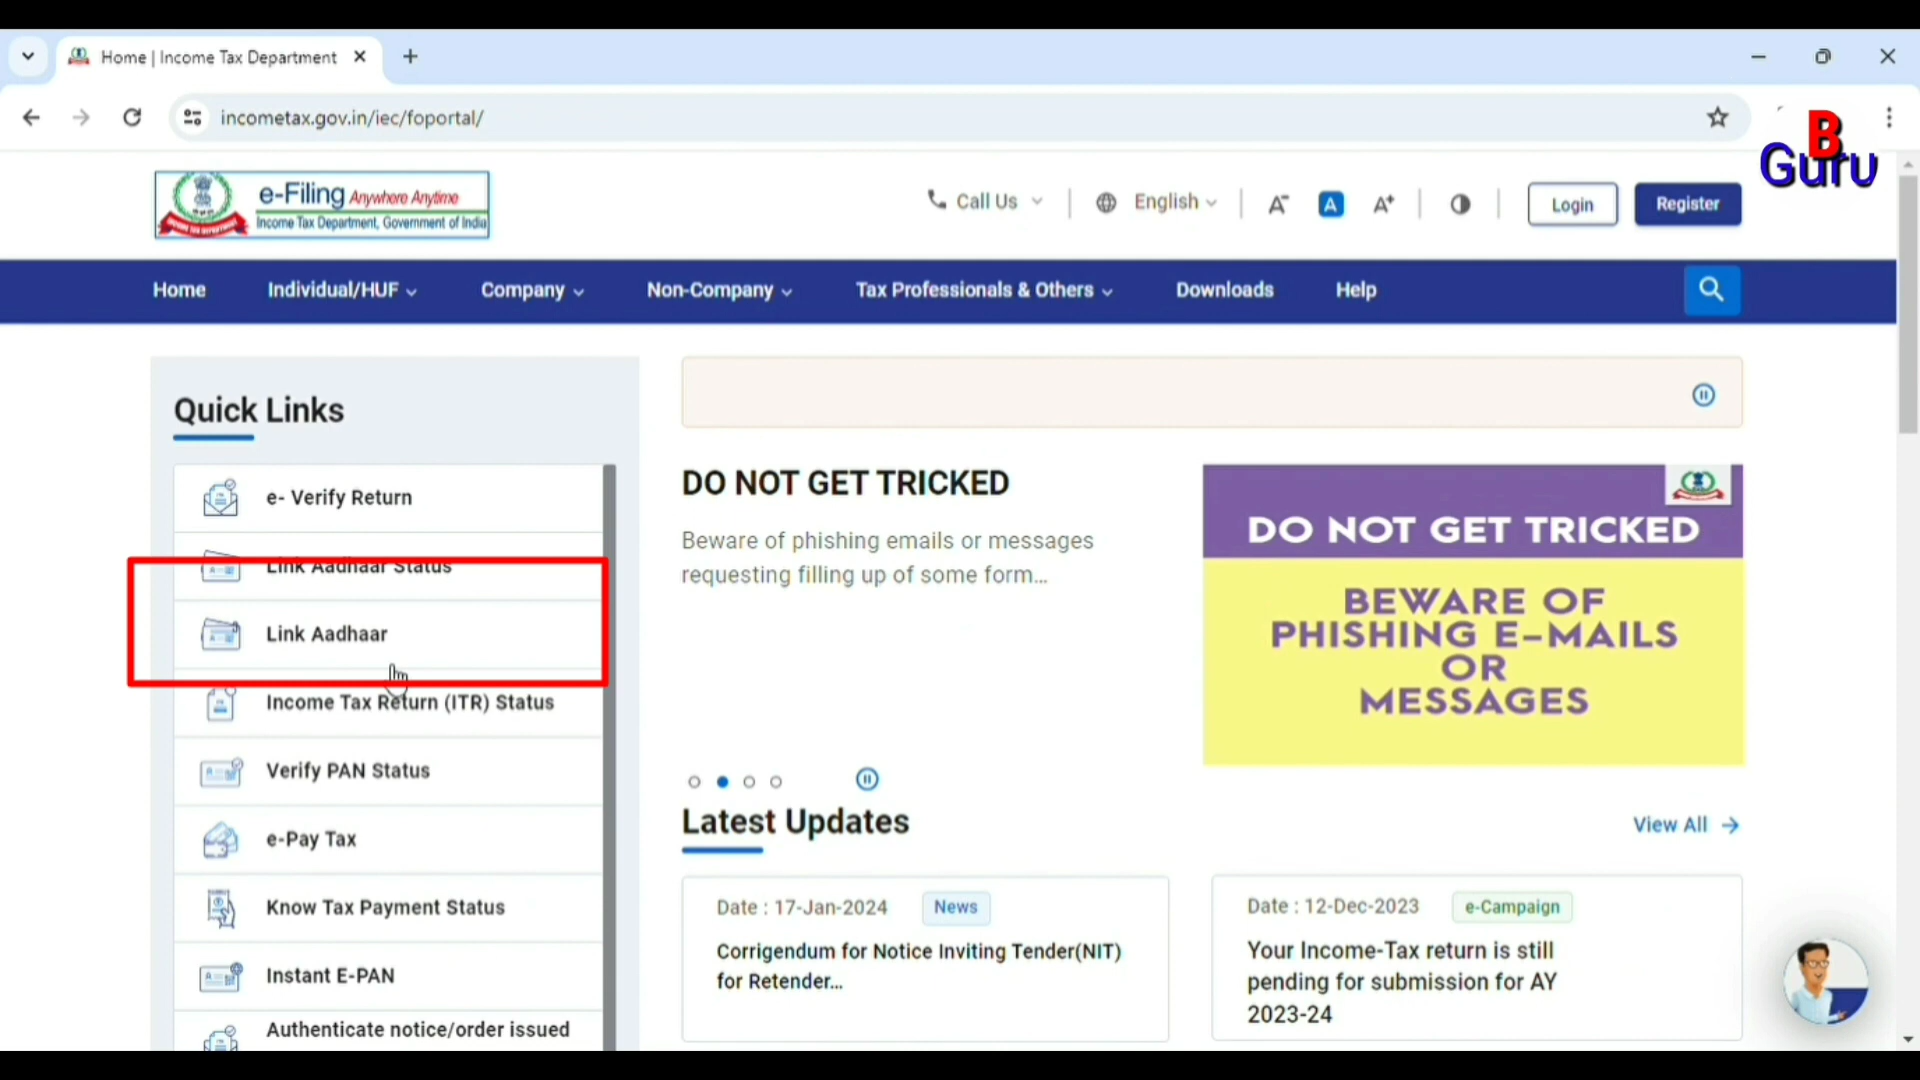 Home | Income Tax Department
incometax.gov.in/iec/foportal/
B
Guru
e-Filing Anywhere Anytime
Income Tax Department, Government of India
Call Us
English
A-
A
A+
Login
Register
Home
Individual/HUF
Company
Non-Company
Tax Professionals & Others
Downloads
Help
Quick Links
e- Verify Return
Link Aadhaar Status
Link Aadhaar
Income Tax Return (ITR) Status
Verify PAN Status
e-Pay Tax
Know Tax Payment Status
Instant E-PAN
Authenticate notice/order issued
DO NOT GET TRICKED
Beware of phishing emails or messages
requesting filling up of some form...
DO NOT GET TRICKED
BEWARE OF
PHISHING E-MAILS
OR
MESSAGES
Latest Updates
View All
Date : 17-Jan-2024
News
Corrigendum for Notice Inviting Tender(NIT)
for Retender...
Date : 12-Dec-2023
e-Campaign
Your Income-Tax return is still
pending for submission for AY
2023-24